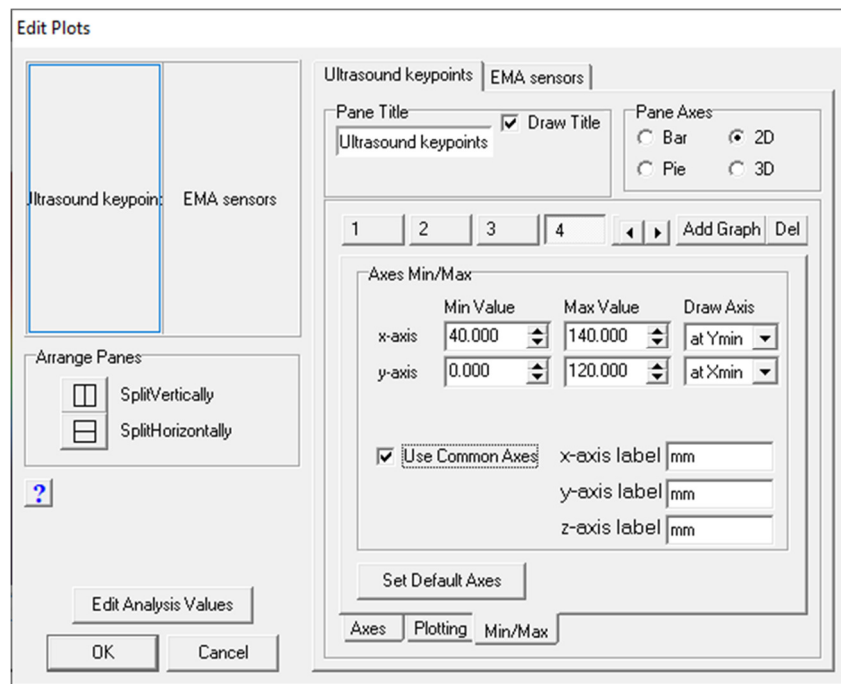 Edit Plots
Ultrasound keypoint
EMA sensors
Arrange Panes
SplitVertically
SplitHorizontally
?
Edit Analysis Values
OK
Cancel
Ultrasound keypoints
EMA sensors
Pane Title
Ultrasound keypoints
Draw Title
Pane Axes
Bar
2D
Pie
3D
1
2
3
4
Add Graph
Del
Axes Min/Max
Min Value
Max Value
Draw Axis
x-axis
40.000
140.000
at Ymin
y-axis
0.000
120.000
at Xmin
Use Common Axes
x-axis label
mm
y-axis label
mm
z-axis label
mm
Set Default Axes
Axes
Plotting
Min/Max